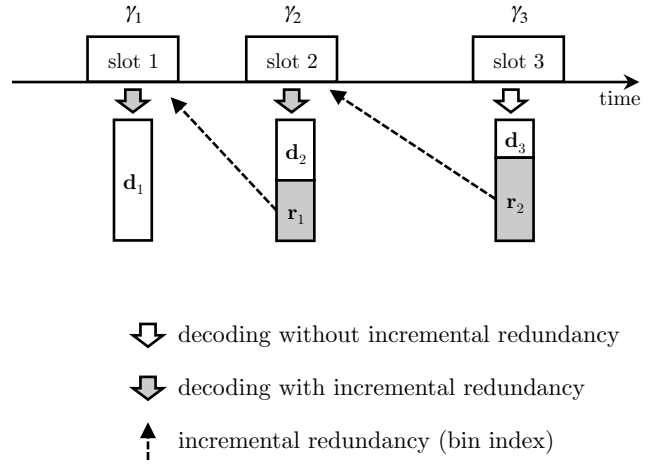 γ₁ γ₂ γ₃
slot 1 slot 2 slot 3
time
d₁ d₂ d₃
r₁ r₂
decoding without incremental redundancy
decoding with incremental redundancy
incremental redundancy (bin index)